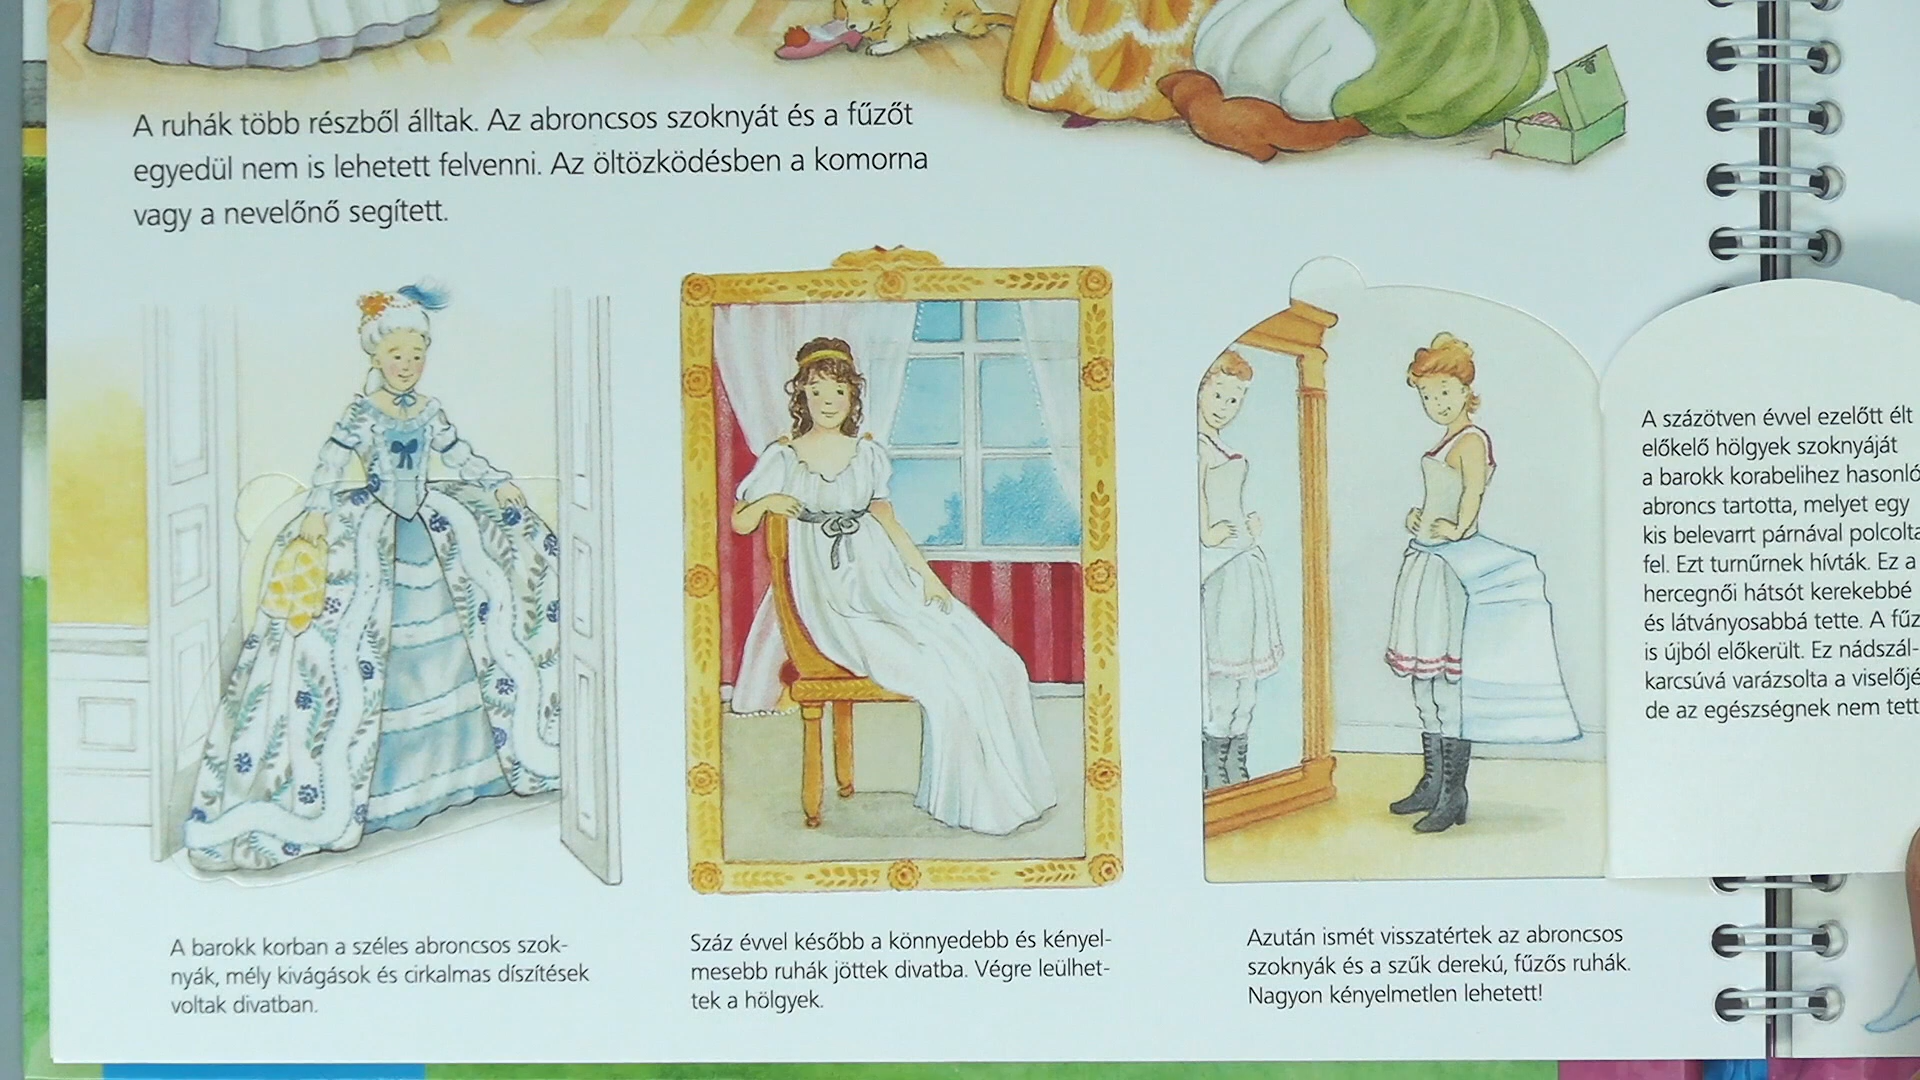 A ruhák több részből álltak. Az abroncsos szoknyát és a fűzőt
egyedül nem is lehetett felvenni. Az öltözködésben a komorna
vagy a nevelőnő segített.
A barokk korban a széles abroncsos szok-
nyák, mély kivágások és cirkalmas díszítések
voltak divatban.
Száz évvel később a könnyedebb és kényel-
mesebb ruhák jöttek divatba. Végre leülhet-
tek a hölgyek.
Azután ismét visszatértek az abroncsos
szoknyák és a szűk derekú, fűzős ruhák.
Nagyon kényelmetlen lehetett!
A százötven évvel ezelőtt élt
előkelő hölgyek szoknyáját
a barokk korabelihez hasonló
abroncs tartotta, melyet egy
kis belevarrt párnával polcolta
fel. Ezt turnűrnek hívták. Ez a
hercegnői hátsót kerekebbé
és látványosabbá tette. A fűz
is újból előkerült. Ez nádszál-
karcsúvá varázsolta a viselőjé
de az egészségnek nem tett